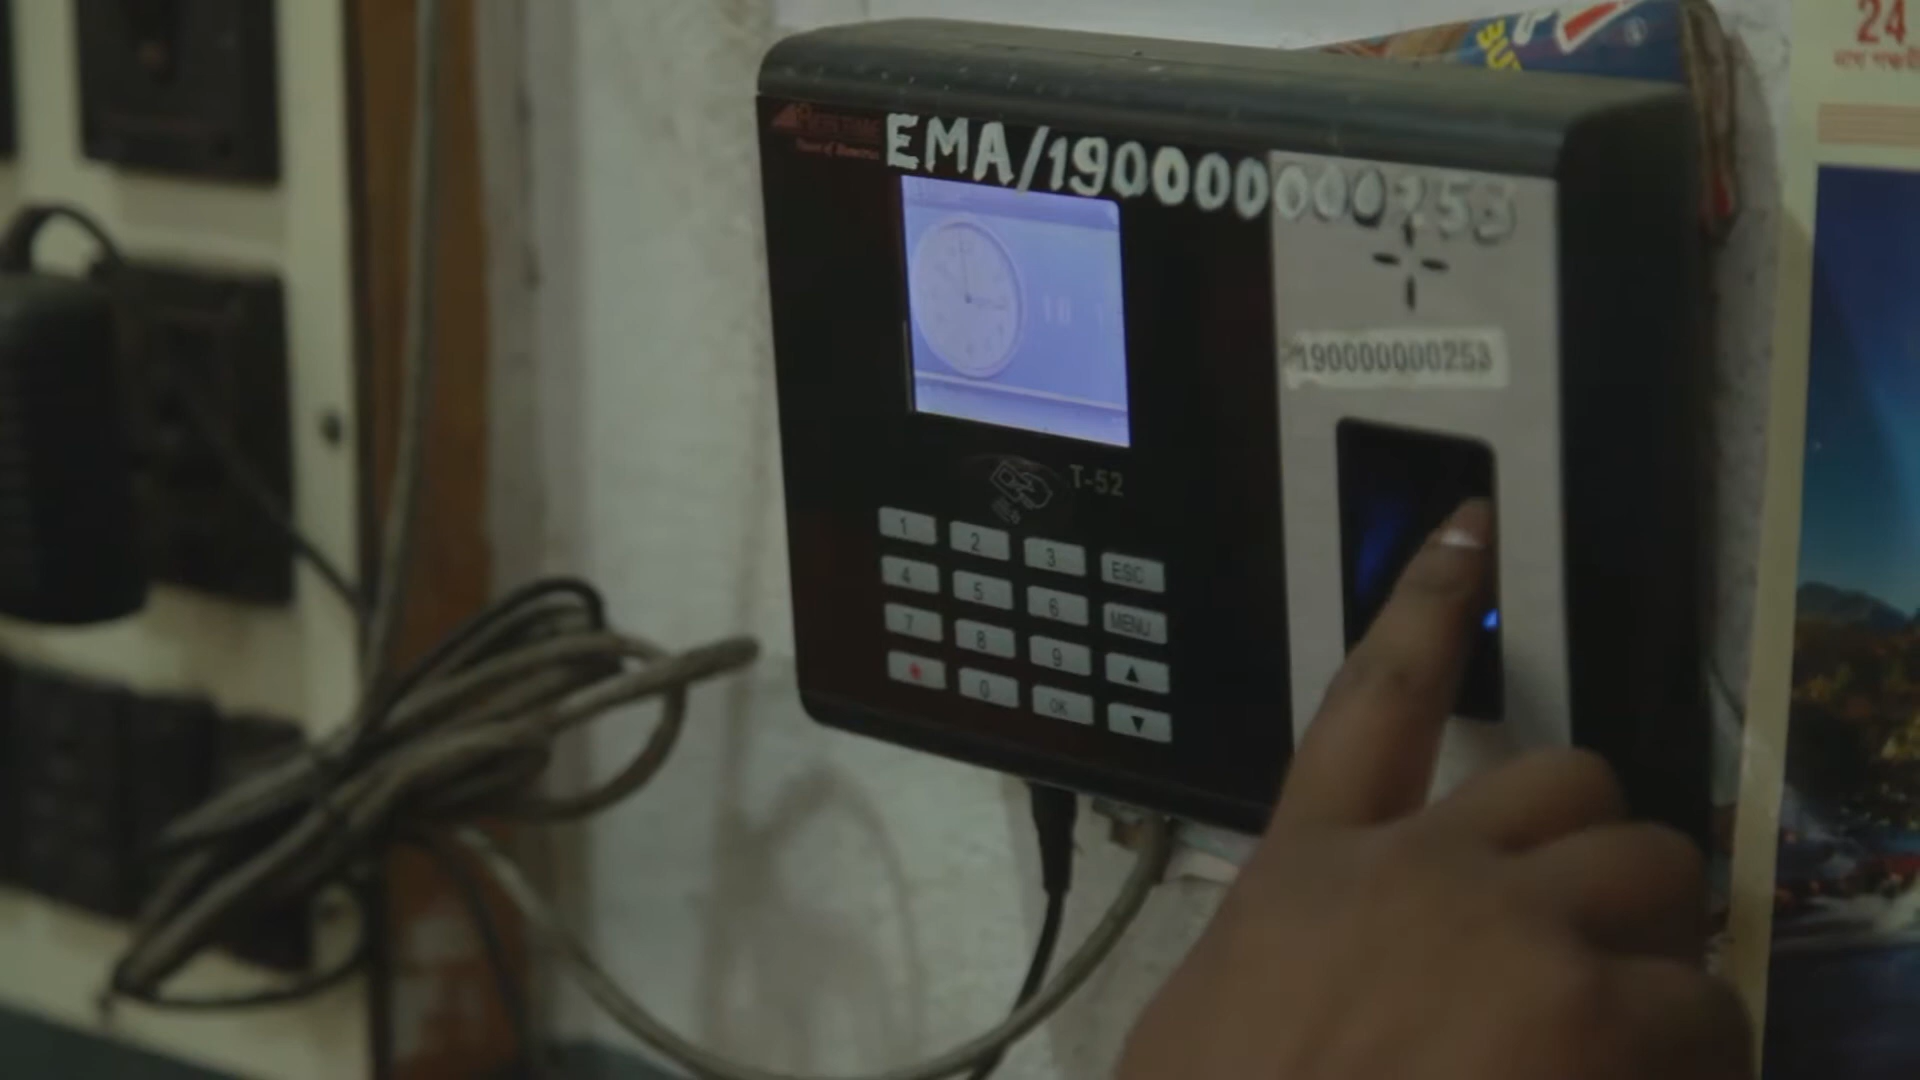 EMA/190000000253
190000000253
T-52
1 2 3 ESC
4 5 6 MENU
7 8 9 ▲
* 0 OK ▼
24